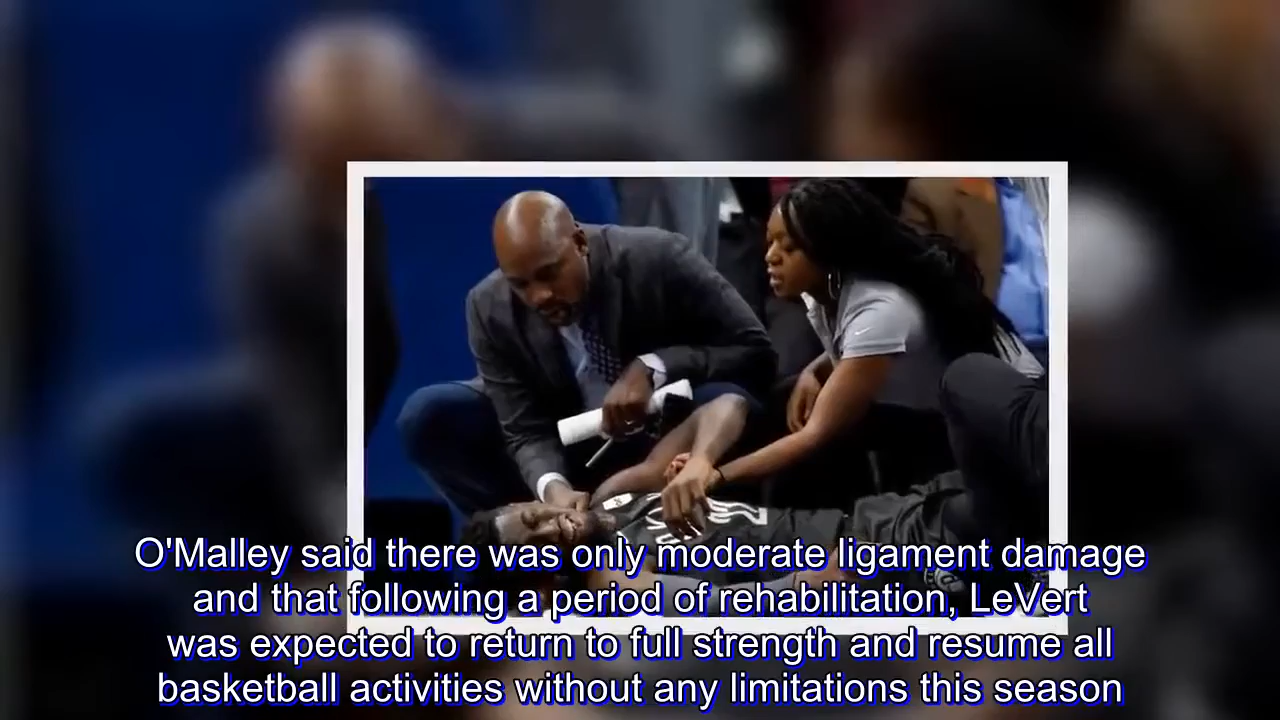 O'Malley said there was only moderate ligament damage
and that following a period of rehabilitation, LeVert
was expected to return to full strength and resume all
basketball activities without any limitations this season